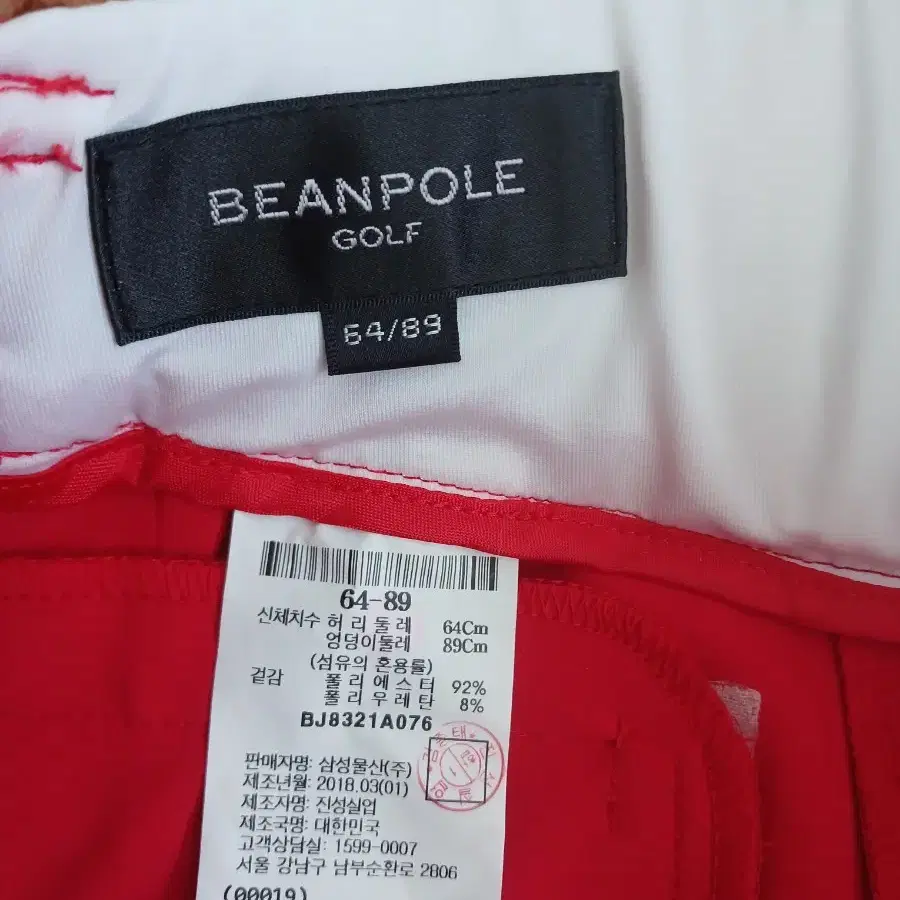 BEANPOLE
GOLF
64/89
64-89
신체치수 허 리 둘 레 64Cm
엉덩이둘레 89Cm
(섬유의 혼용률)
겉감 폴 리 에 스 터 92%
폴 리 우 레 탄 8%
BJ8321A076
판매자명: 삼성물산(주)
제조년월: 2018.03(01)
제조자명: 진성실업
제조국명: 대한민국
고객상담실: 1599-0007
서울 강남구 남부순환로 2806
(00019)